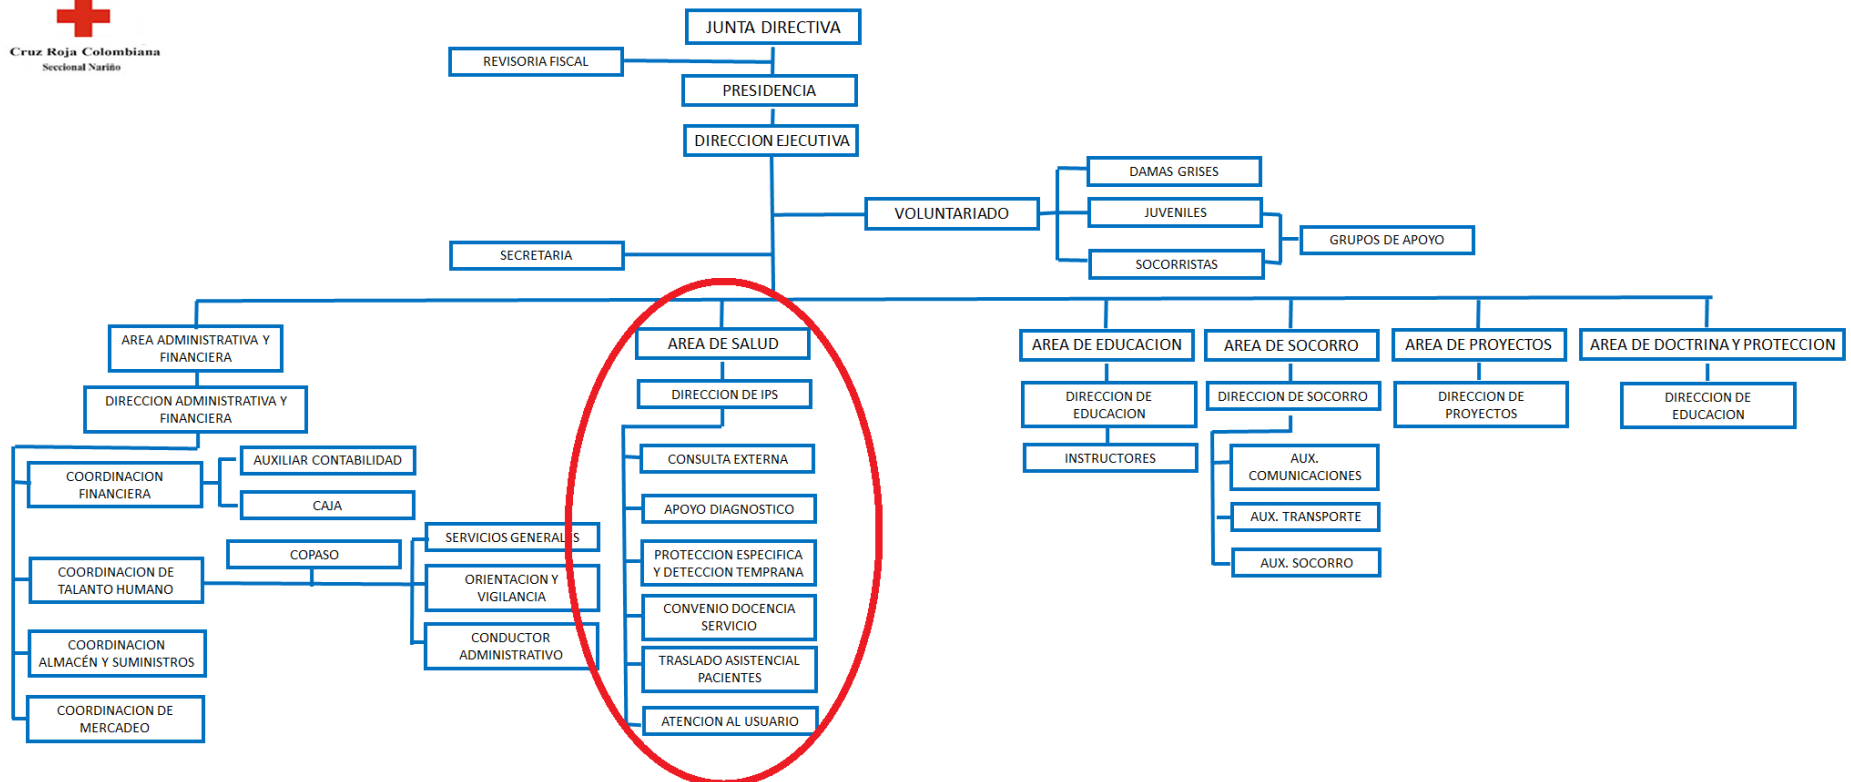 Cruz Roja Colombiana
Seccional Nariño
JUNTA DIRECTIVA
REVISORIA FISCAL
PRESIDENCIA
DIRECCION EJECUTIVA
DAMAS GRISES
VOLUNTARIADO
JUVENILES
GRUPOS DE APOYO
SECRETARIA
SOCORRISTAS
AREA ADMINISTRATIVA Y
FINANCIERA
DIRECCION ADMINISTRATIVA Y
FINANCIERA
COORDINACION
FINANCIERA
AUXILIAR CONTABILIDAD
CAJA
COPASO
COORDINACION DE
TALANTO HUMANO
SERVICIOS GENERALES
ORIENTACION Y
VIGILANCIA
CONDUCTOR
ADMINISTRATIVO
COORDINACION
ALMACÉN Y SUMINISTROS
COORDINACION DE
MERCADEO
AREA DE SALUD
DIRECCION DE IPS
CONSULTA EXTERNA
APOYO DIAGNOSTICO
PROTECCION ESPECIFICA
Y DETECCION TEMPRANA
CONVENIO DOCENCIA
SERVICIO
TRASLADO ASISTENCIAL
PACIENTES
ATENCION AL USUARIO
AREA DE EDUCACION
DIRECCION DE
EDUCACION
INSTRUCTORES
AREA DE SOCORRO
DIRECCION DE SOCORRO
AUX.
COMUNICACIONES
AUX. TRANSPORTE
AUX. SOCORRO
AREA DE PROYECTOS
DIRECCION DE
PROYECTOS
AREA DE DOCTRINA Y PROTECCION
DIRECCION DE
EDUCACION